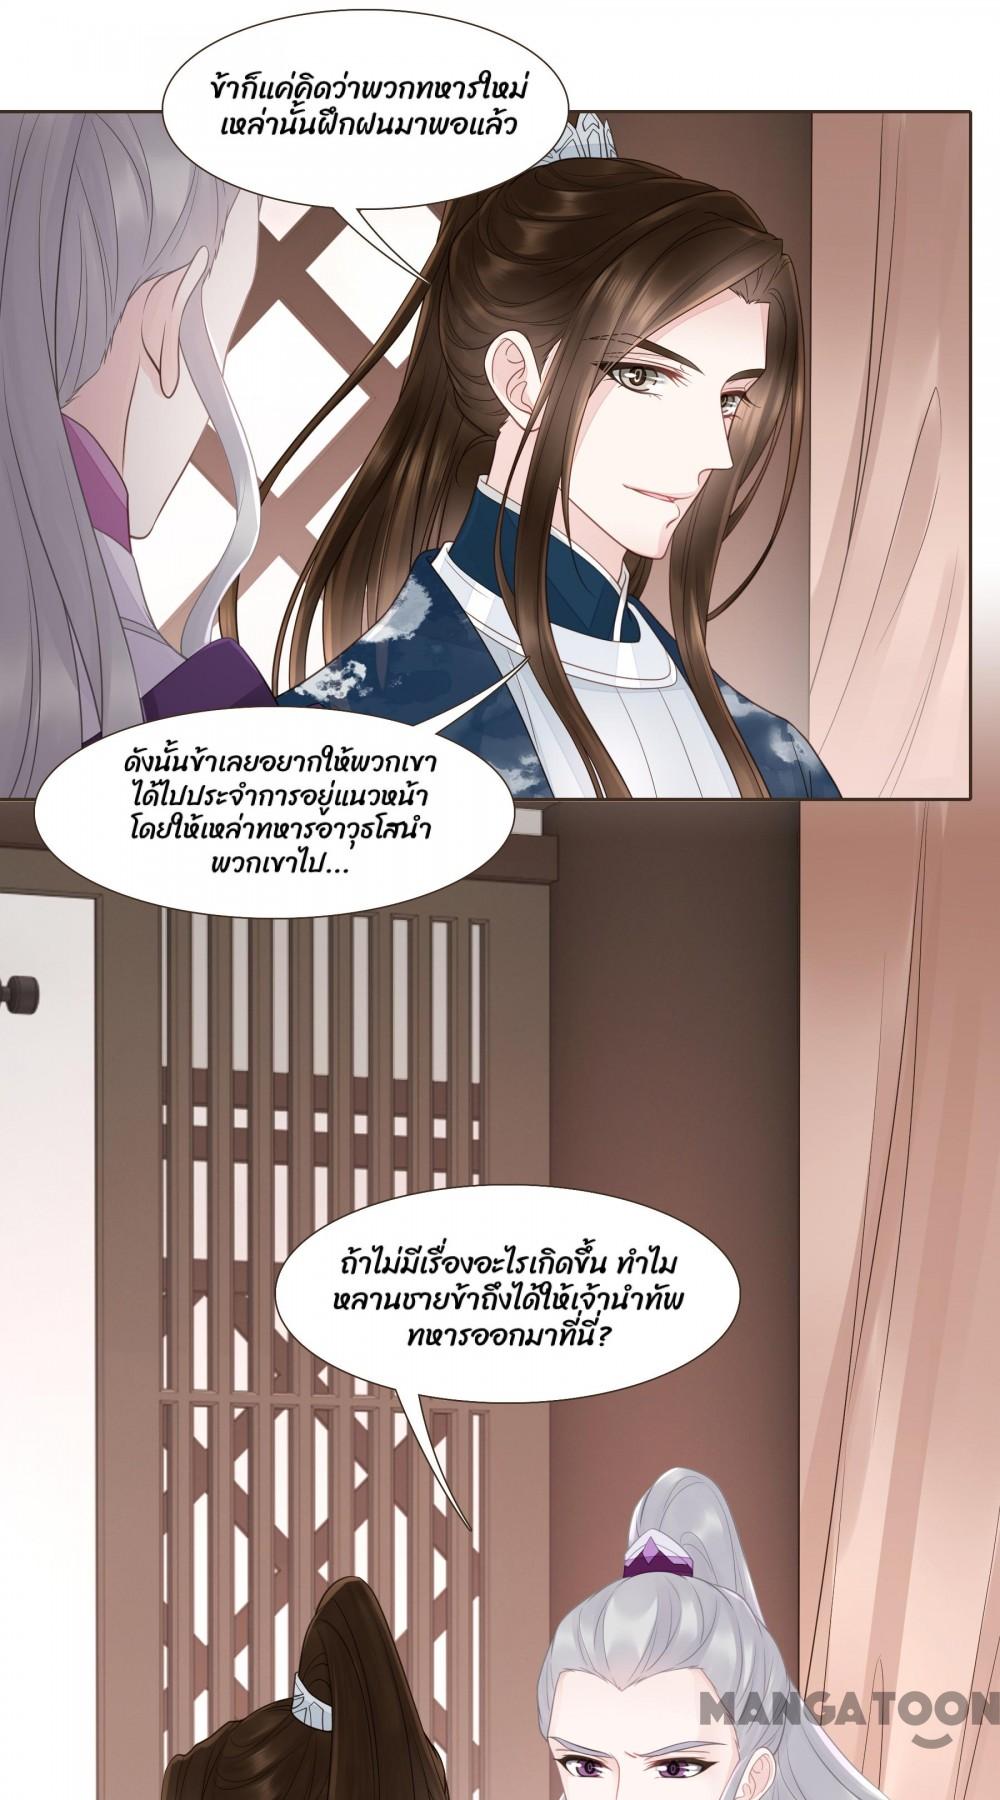 ข้าก็แค่คิดว่าพวกทหารใหม่
เหล่านั้นฝึกฝนมาพอแล้ว
ดังนั้นข้าเลยอยากให้พวกเขา
ได้ไปประจำการอยู่แนวหน้า
โดยให้เหล่าทหารอาวุธโสนำ
พวกเขาไป...
ถ้าไม่มีเรื่องอะไรเกิดขึ้น ทำไม
หลานชายข้าถึงได้ให้เจ้านำทัพ
ทหารออกมาที่นี่?
MANGATOON